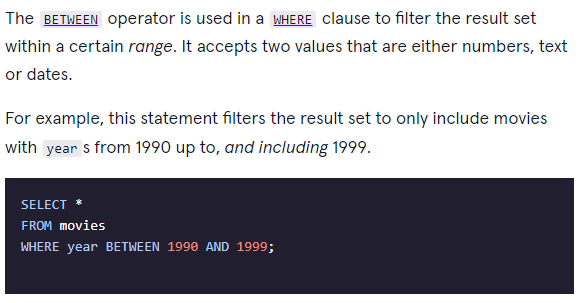 The BETWEEN operator is used in a WHERE clause to filter the result set
within a certain range. It accepts two values that are either numbers, text
or dates.
For example, this statement filters the result set to only include movies
with year s from 1990 up to, and including 1999.
SELECT *
FROM movies
WHERE year BETWEEN 1990 AND 1999;